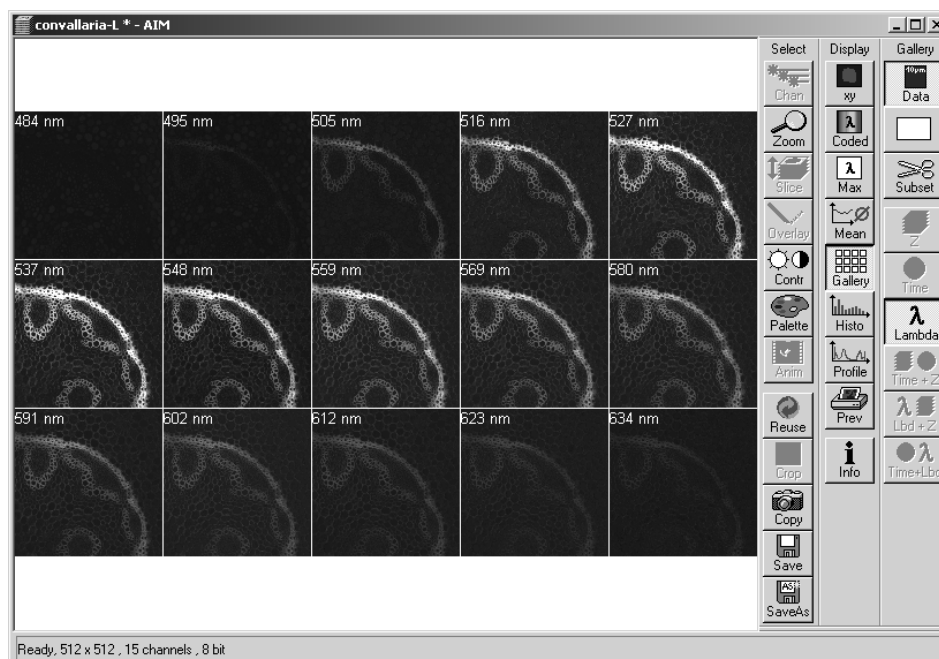 convallaria-L * - AIM
484 nm
495 nm
505 nm
516 nm
527 nm
537 nm
548 nm
559 nm
569 nm
580 nm
591 nm
602 nm
612 nm
623 nm
634 nm
Select
Chan
Zoom
Slice
Overlay
Contr
Palette
Anim
Reuse
Crop
Copy
Save
AS
SaveAs
Display
xy
λ
Coded
λ
Max
Mean
Gallery
Histo
Profile
Prev
i
Info
Gallery
10µm
Data
Subset
Z
Time
λ
Lambda
Time + Z
λ
Lbd + Z
λ
Time+Lbd
Ready, 512 x 512 , 15 channels , 8 bit